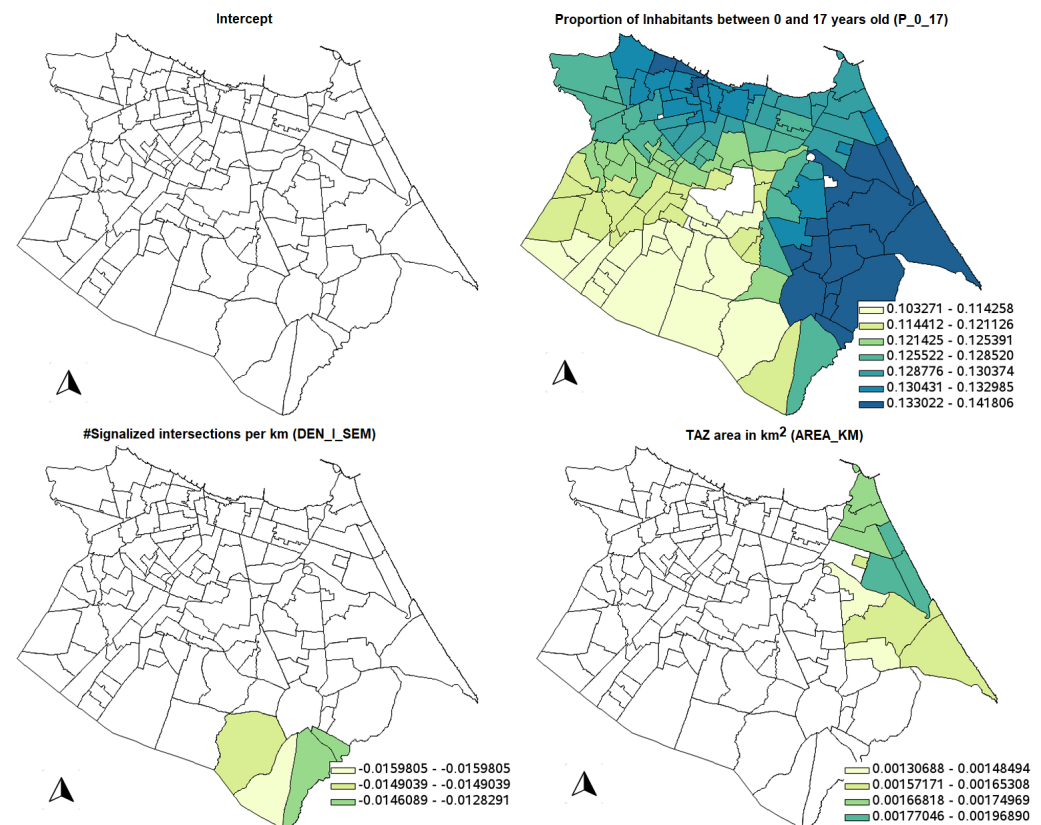 Intercept
Proportion of Inhabitants between 0 and 17 years old (P_0_17)
0.103271 - 0.114258
0.114412 - 0.121126
0.121425 - 0.125391
0.125522 - 0.128520
0.128776 - 0.130374
0.130431 - 0.132985
0.133022 - 0.141806
#Signalized intersections per km (DEN_I_SEM)
-0.0159805 - -0.0159805
-0.0149039 - -0.0149039
-0.0146089 - -0.0128291
TAZ area in km² (AREA_KM)
0.00130688 - 0.00148494
0.00157171 - 0.00165308
0.00166818 - 0.00174969
0.00177046 - 0.00196890